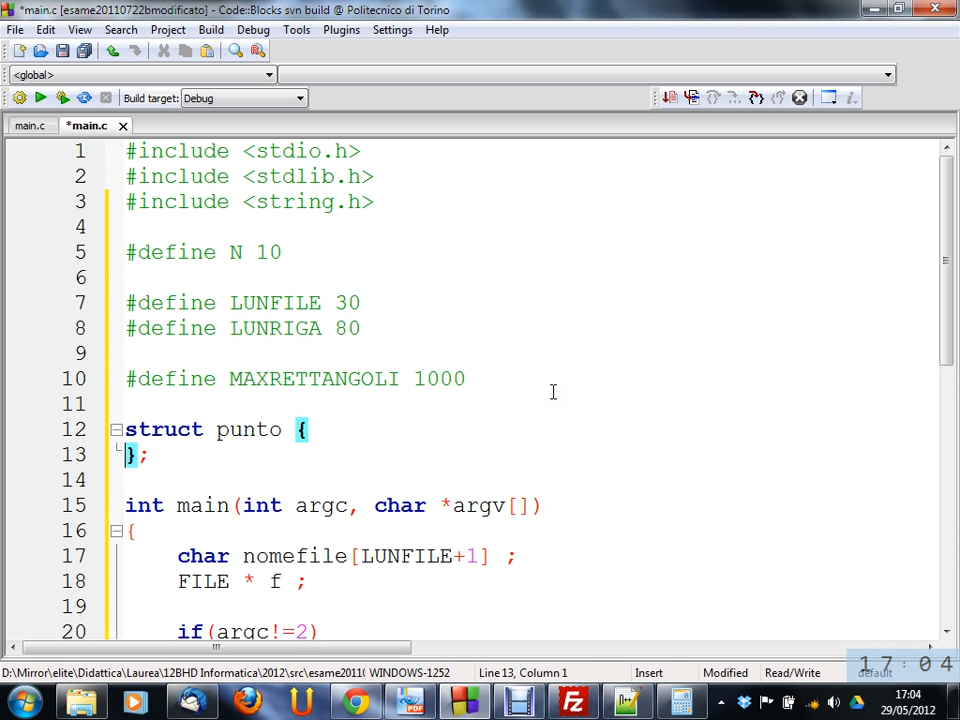 *main.c [esame20110722bmodificato] - Code::Blocks svn build @ Politecnico di Torino
File Edit View Search Project Build Debug Tools Plugins Settings Help
<global>
Build target: Debug
main.c *main.c
1 #include <stdio.h>
2 #include <stdlib.h>
3 #include <string.h>
4
5 #define N 10
6
7 #define LUNFILE 30
8 #define LUNRIGA 80
9
10 #define MAXRETTANGOLI 1000
11
12 struct punto {
13 };
14
15 int main(int argc, char *argv[])
16 {
17 char nomefile[LUNFILE+1] ;
18 FILE * f ;
19
20 if(argc!=2)
D:\Mirror\elite\Didattica\Laurea\12BHD Informatica\2012\src\esame2011( WINDOWS-1252 Line 13, Column 1 Insert Modified Read/Write default
17:04
17:04
29/05/2012